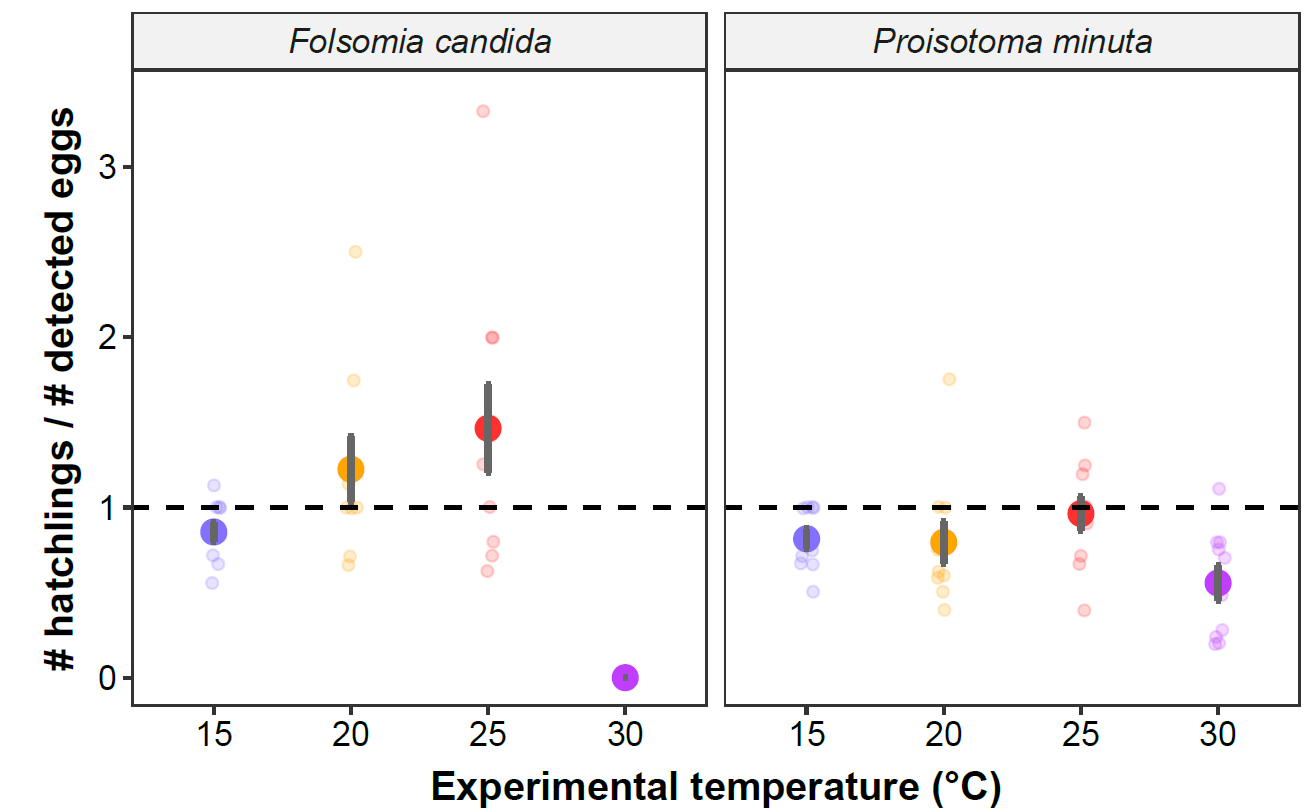 Folsomia candida
Proisotoma minuta
# hatchlings / # detected eggs
3
2
1
0
15 20 25 30
15 20 25 30
Experimental temperature (°C)